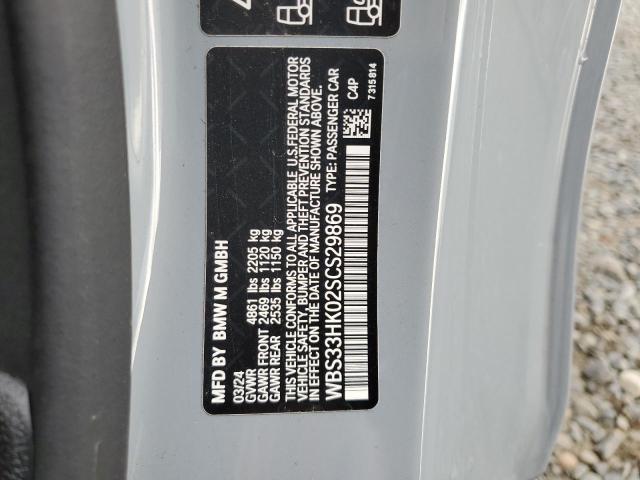 MFD BY BMW M GMBH
03/24
GVWR 4861 lbs 2205 kg
GAWR FRONT 2469 lbs 1120 kg
GAWR REAR 2535 lbs 1150 kg
THIS VEHICLE CONFORMS TO ALL APPLICABLE U.S.FEDERAL MOTOR
VEHICLE SAFETY, BUMPER AND THEFT PREVENTION STANDARDS
IN EFFECT ON THE DATE OF MANUFACTURE SHOWN ABOVE.
WBS33HK02SCS29869 TYPE: PASSENGER CAR
C4P
7315814